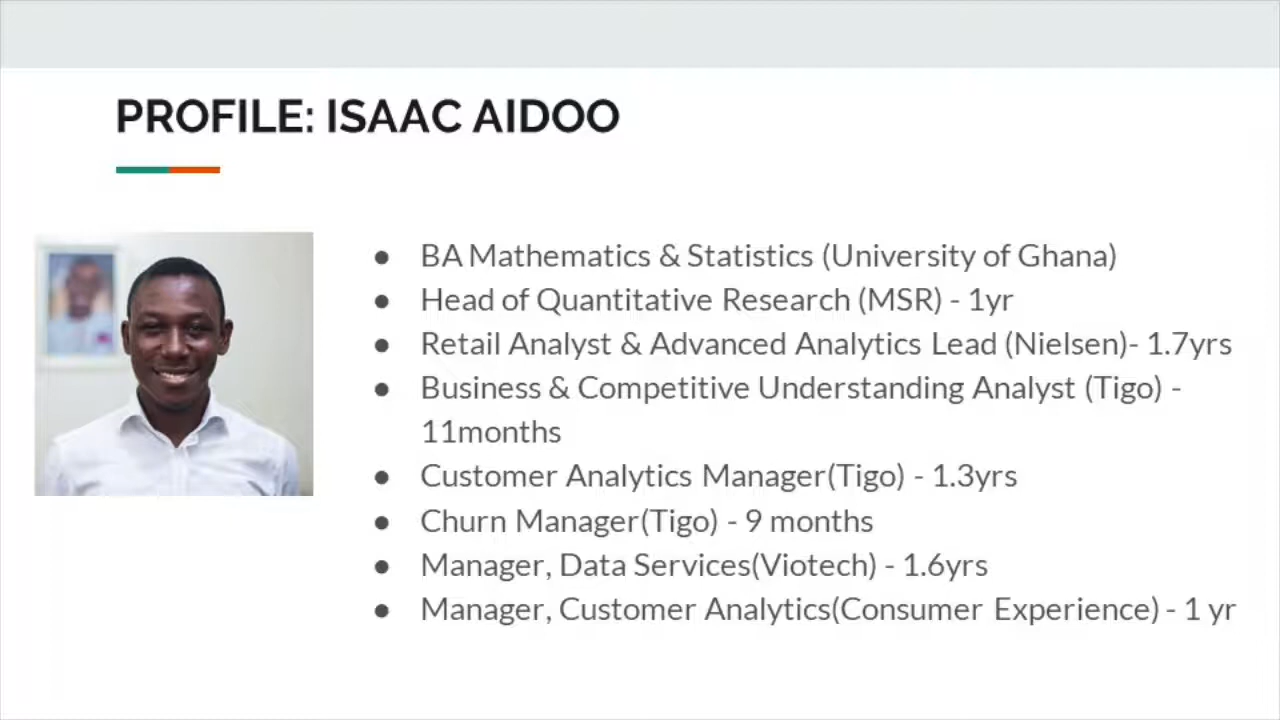 PROFILE: ISAAC AIDOO
● BA Mathematics & Statistics (University of Ghana)
● Head of Quantitative Research (MSR) - 1yr
● Retail Analyst & Advanced Analytics Lead (Nielsen)- 1.7yrs
● Business & Competitive Understanding Analyst (Tigo) -
11months
● Customer Analytics Manager(Tigo) - 1.3yrs
● Churn Manager(Tigo) - 9 months
● Manager, Data Services(Viotech) - 1.6yrs
● Manager, Customer Analytics(Consumer Experience) - 1 yr